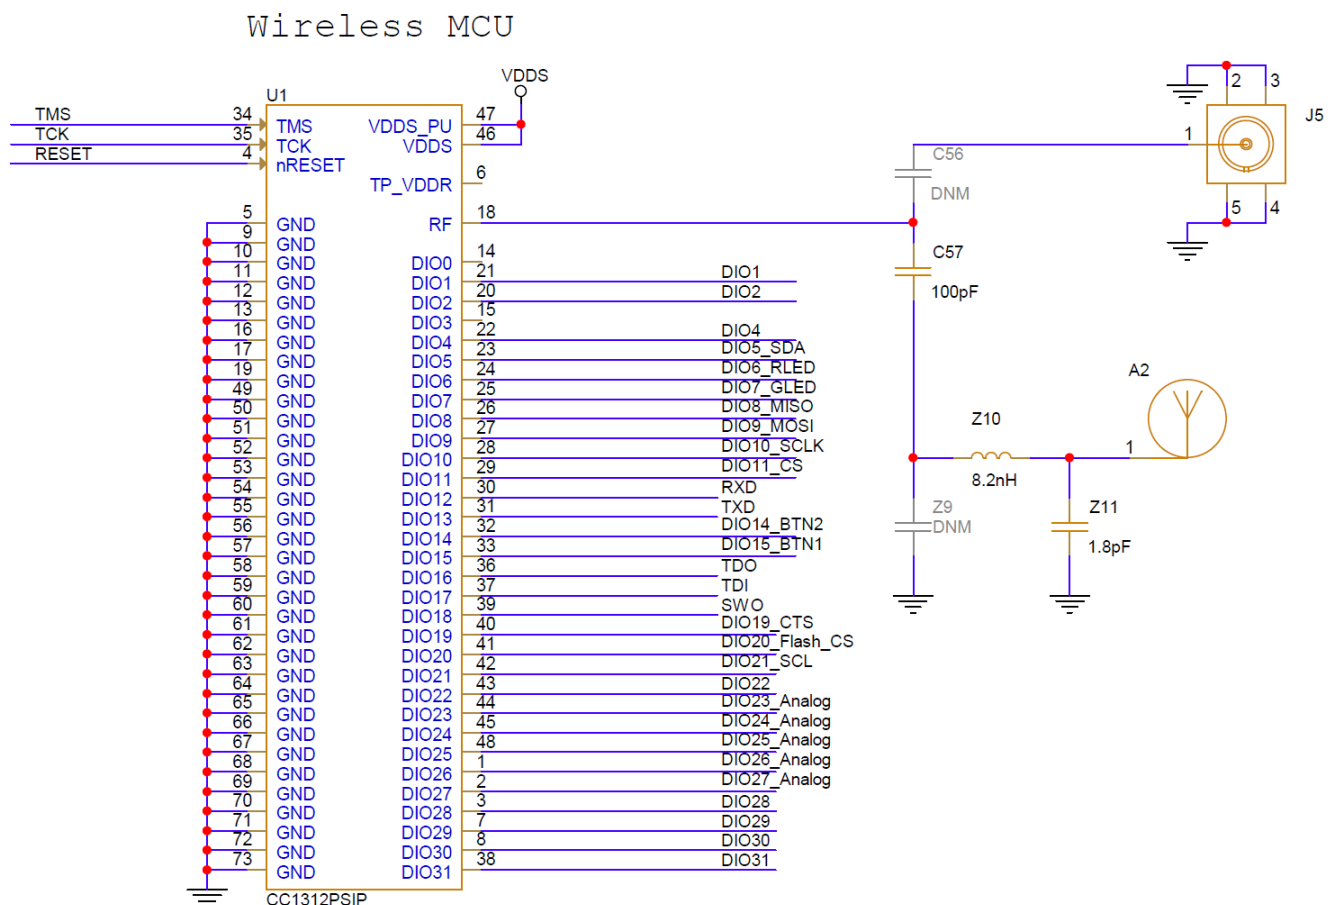 Wireless MCU
VDDS
U1
TMS 34 TMS VDDS_PU 47
TCK 35 TCK VDDS 46
RESET 4 nRESET
TP_VDDR 6
5 GND RF 18
9 GND
10 GND DIO0 14
11 GND DIO1 21 DIO1
12 GND DIO2 20 DIO2
13 GND DIO3 15
16 GND DIO4 22 DIO4
17 GND DIO5 23 DIO5_SDA
19 GND DIO6 24 DIO6_RLED
49 GND DIO7 25 DIO7_GLED
50 GND DIO8 26 DIO8_MISO
51 GND DIO9 27 DIO9_MOSI
52 GND DIO10 28 DIO10_SCLK
53 GND DIO11 29 DIO11_CS
54 GND DIO12 30 RXD
55 GND DIO13 31 TXD
56 GND DIO14 32 DIO14_BTN2
57 GND DIO15 33 DIO15_BTN1
58 GND DIO16 36 TDO
59 GND DIO17 37 TDI
60 GND DIO18 39 SWO
61 GND DIO19 40 DIO19_CTS
62 GND DIO20 41 DIO20_Flash_CS
63 GND DIO21 42 DIO21_SCL
64 GND DIO22 43 DIO22
65 GND DIO23 44 DIO23_Analog
66 GND DIO24 45 DIO24_Analog
67 GND DIO25 48 DIO25_Analog
68 GND DIO26 1 DIO26_Analog
69 GND DIO27 2 DIO27_Analog
70 GND DIO28 3 DIO28
71 GND DIO29 7 DIO29
72 GND DIO30 8 DIO30
73 GND DIO31 38 DIO31
CC1312PSIP
2 3
J5
1
5 4
C56
DNM
C57
100pF
A2
1
Z10
8.2nH
Z9
DNM
Z11
1.8pF